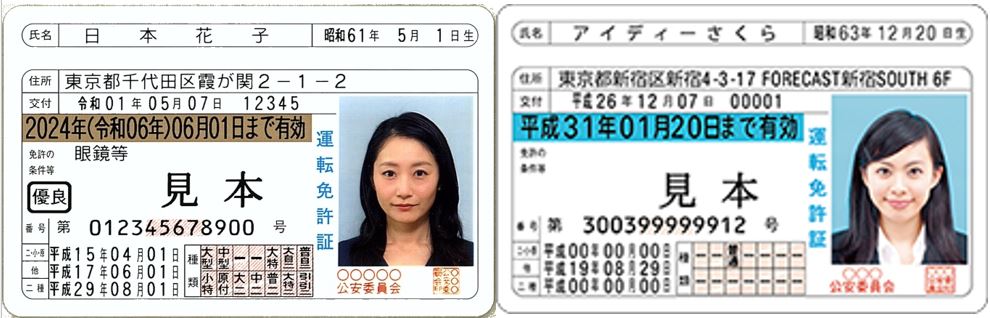 氏名 日本花子 昭和61年 5月 1日生
住所 東京都千代田区霞が関2-1-2
交付 令和01年05月07日 12345
2024年(令和06年)06月01日まで有効
免許の
条件等
眼鏡等
優良
見本
番号 第 012345678900 号
二・小・原 平成15年04月01日
他 平成17年06月01日
二種 平成29年08月01日
種類
大型 中型 一 一 大特 大自二 普自二
小特 原付 大二 中二 普二 大特二 引引二
運転免許証
公安委員会
氏名 アイディーさくら 昭和63年12月20日生
住所 東京都新宿区新宿4-3-17 FORECAST新宿SOUTH 6F
交付 平成26年12月07日 00001
平成31年01月20日まで有効
免許の
条件等
見本
番号 第 300399999912 号
二・小・原 平成00年00月00日
他 平成19年08月29日
二種 平成00年00月00日
種類
運転免許証
公安委員会